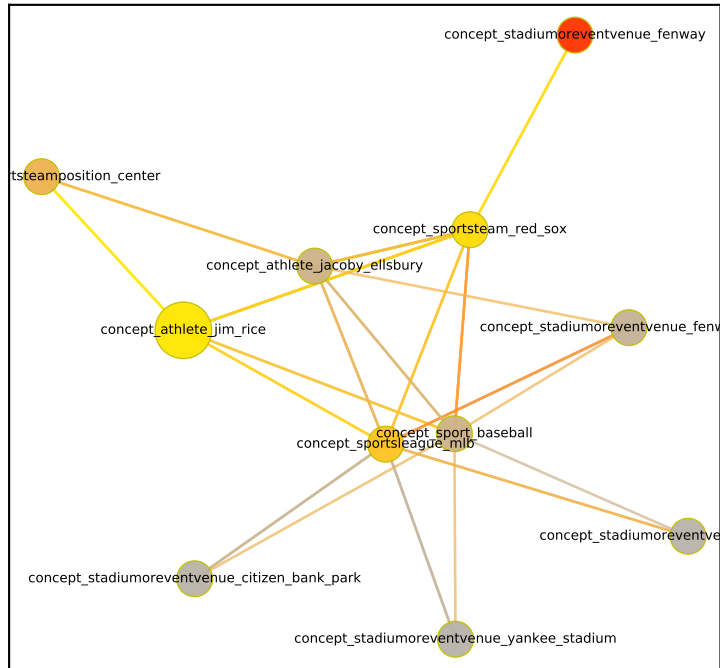 concept_stadiumoreventvenue_fenway
rtsteamposition_center
concept_sportsteam_red_sox
concept_athlete_jacoby_ellsbury
concept_stadiumoreventvenue_fenw
concept_athlete_jim_rice
concept_sport_baseball
concept_sportsleague_mlb
concept_stadiumoreventve
concept_stadiumoreventvenue_citizen_bank_park
concept_stadiumoreventvenue_yankee_stadium